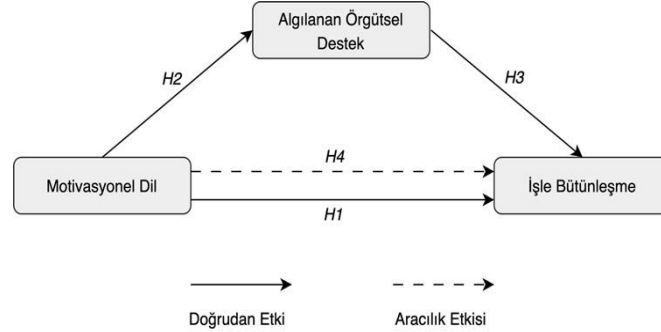 Algılanan Örgütsel
Destek
H2
H3
H4
Motivasyonel Dil
İşle Bütünleşme
H1
Doğrudan Etki
Aracılık Etkisi